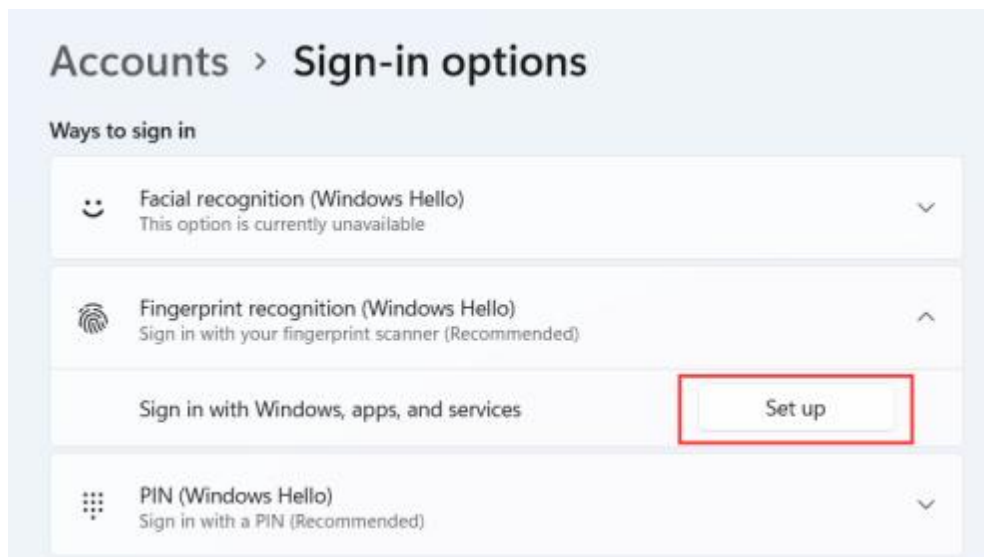 Accounts > Sign-in options
Ways to sign in
Facial recognition (Windows Hello)
This option is currently unavailable
Fingerprint recognition (Windows Hello)
Sign in with your fingerprint scanner (Recommended)
Sign in with Windows, apps, and services
Set up
PIN (Windows Hello)
Sign in with a PIN (Recommended)